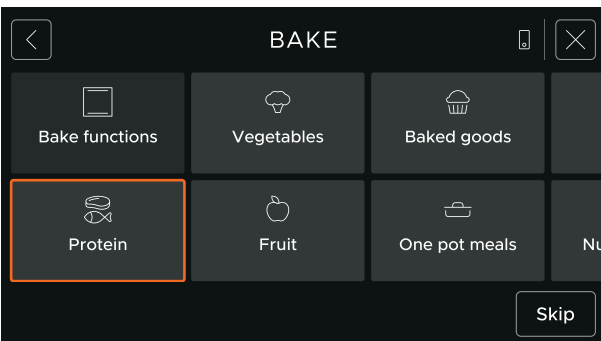 BAKE
Bake functions
Vegetables
Baked goods
Protein
Fruit
One pot meals
Skip